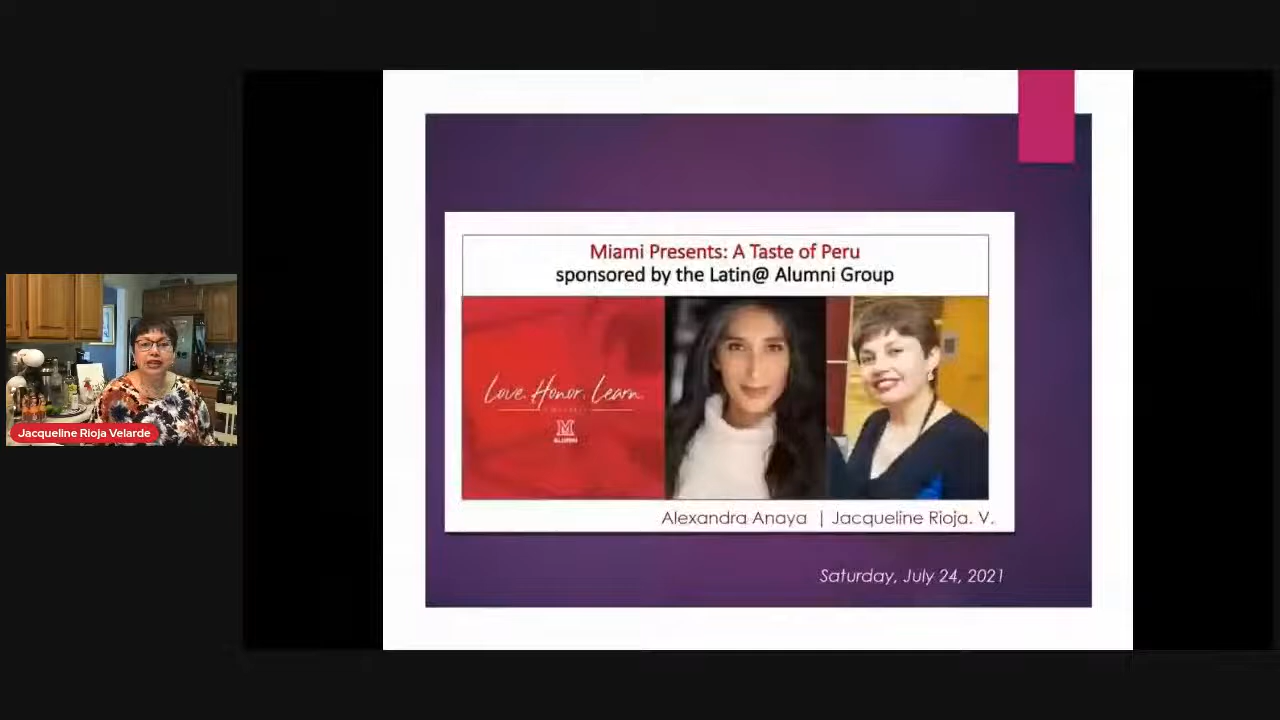 Miami Presents: A Taste of Peru
sponsored by the Latin@ Alumni Group
Love. Honor. Learn.
M
ALUMNI
Jacqueline Rioja Velarde
Alexandra Anaya | Jacqueline Rioja. V.
Saturday, July 24, 2021